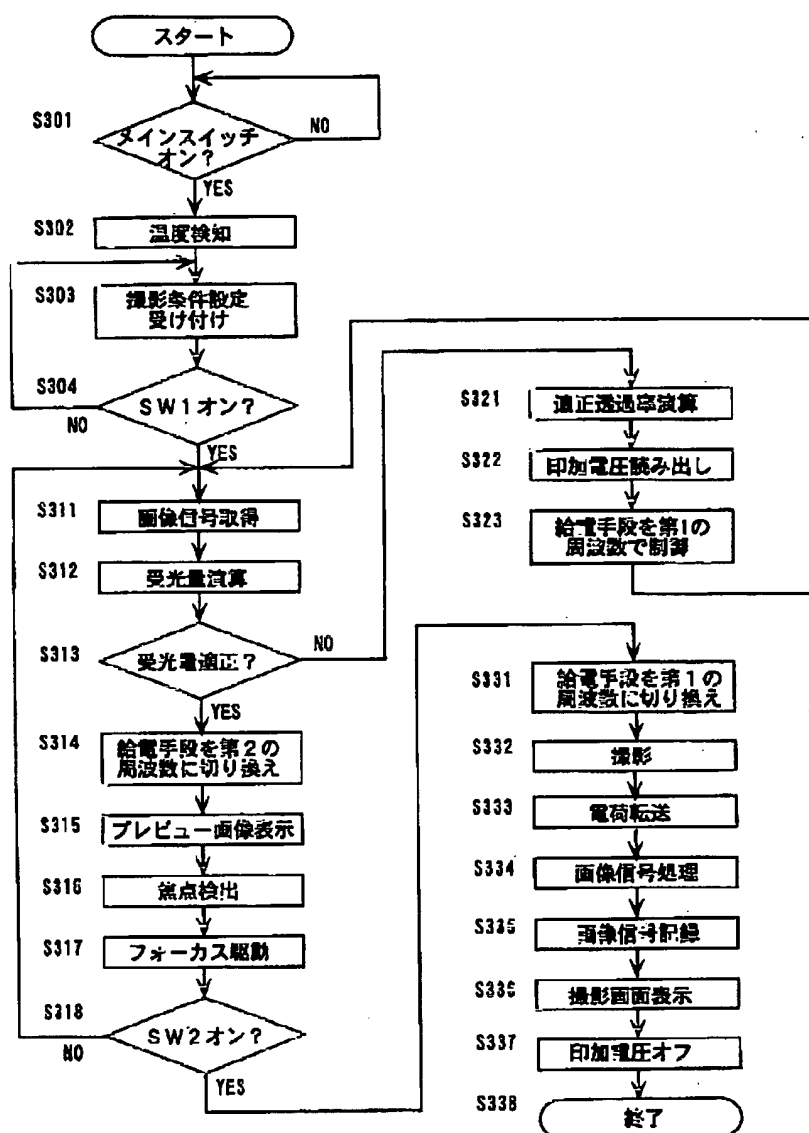 スタート
S301
メインスイッチ
オン?
NO
YES
S302
温度検知
S303
撮影条件設定
受け付け
S304
SW1オン?
NO
YES
S311
画像信号取得
S312
受光量演算
S313
受光量適正?
NO
YES
S314
給電手段を第2の
周波数に切り換え
S315
プレビュー画像表示
S316
焦点検出
S317
フォーカス駆動
S318
SW2オン?
NO
YES
S321
適正透過率演算
S322
印加電圧読み出し
S323
給電手段を第1の
周波数で制御
S331
給電手段を第1の
周波数に切り換え
S332
撮影
S333
電荷転送
S334
画像信号処理
S335
画像信号記録
S336
撮影画面表示
S337
印加電圧オフ
S338
終了